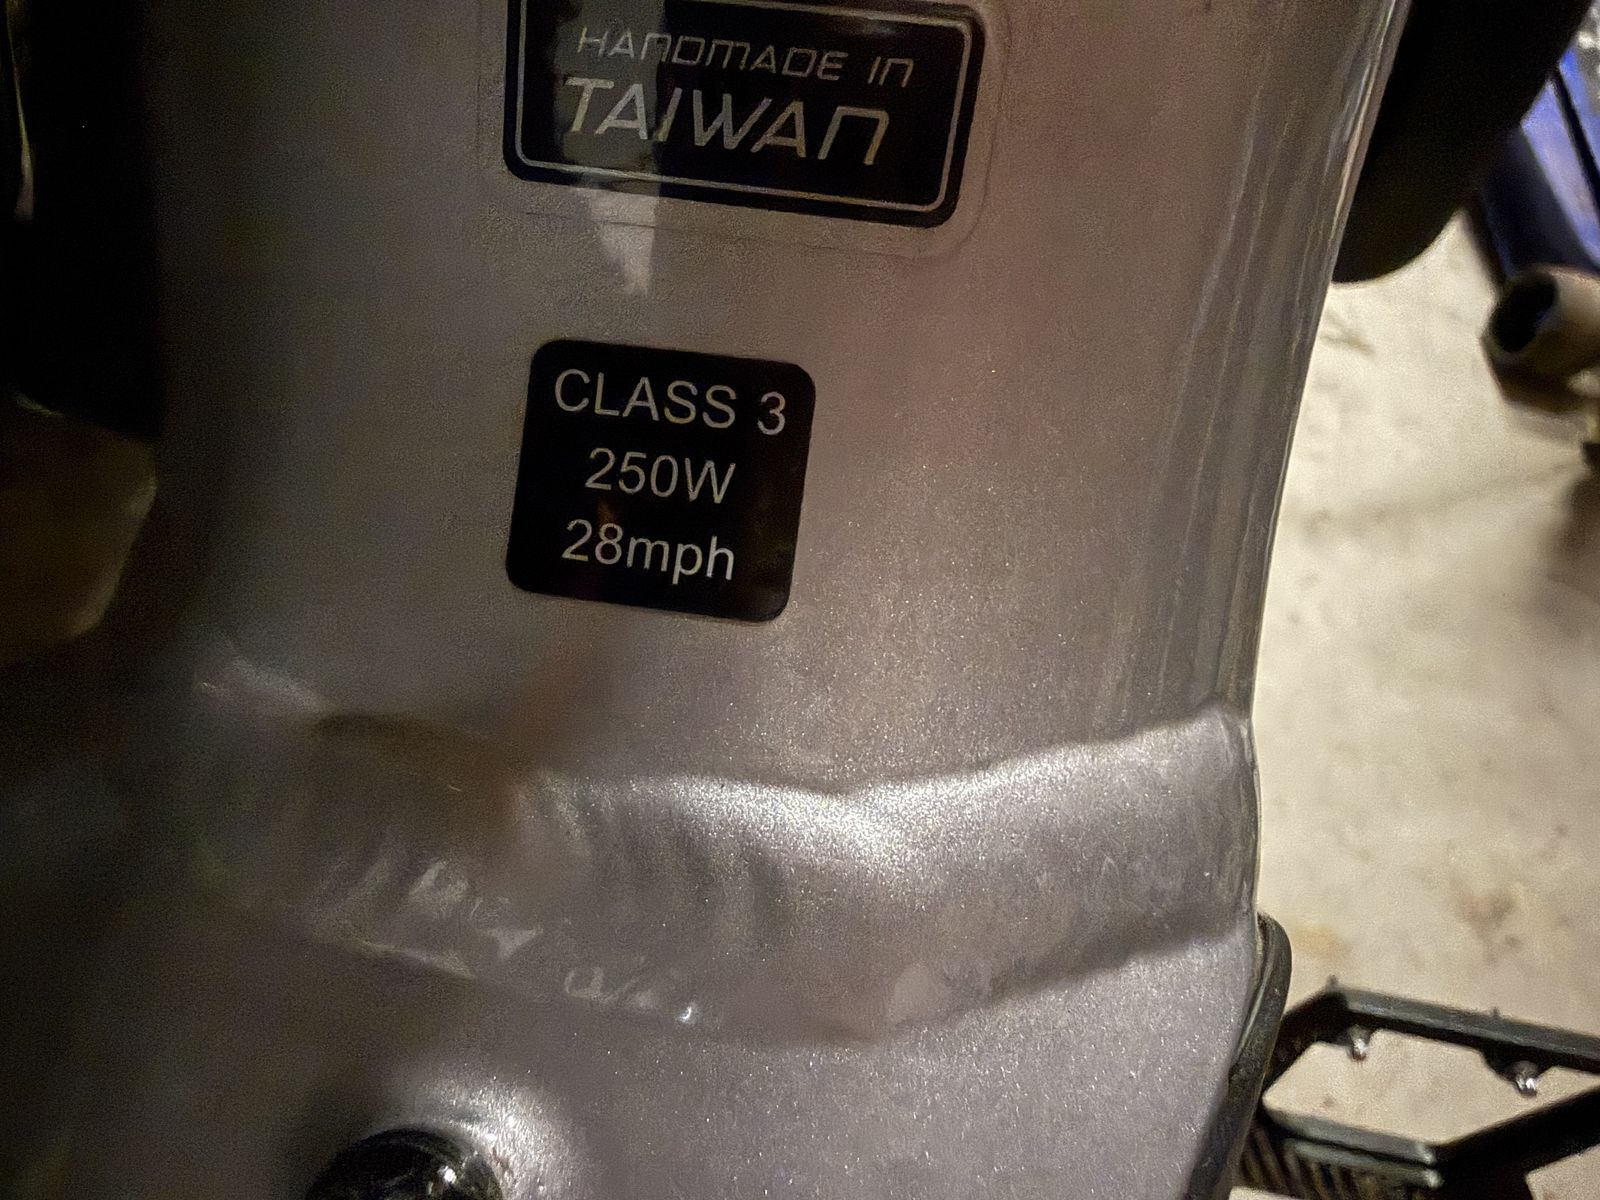 HANDMADE IN
TAIWAN
CLASS 3
250W
28mph